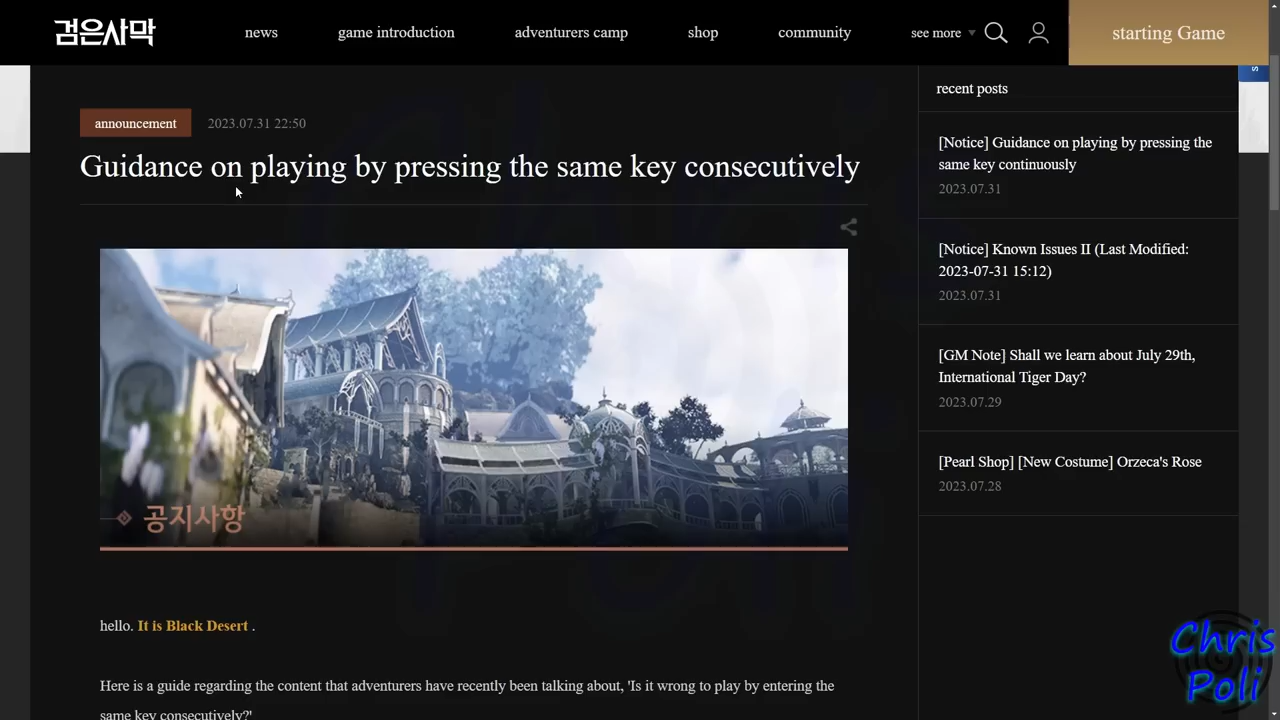 검은사막
news
game introduction
adventurers camp
shop
community
see more
starting Game
announcement
2023.07.31 22:50
Guidance on playing by pressing the same key consecutively
공지사항
hello. It is Black Desert .
Here is a guide regarding the content that adventurers have recently been talking about, 'Is it wrong to play by entering the
same key consecutively?'
recent posts
[Notice] Guidance on playing by pressing the
same key continuously
2023.07.31
[Notice] Known Issues II (Last Modified:
2023-07-31 15:12)
2023.07.31
[GM Note] Shall we learn about July 29th,
International Tiger Day?
2023.07.29
[Pearl Shop] [New Costume] Orzeca's Rose
2023.07.28
Chris
Poli